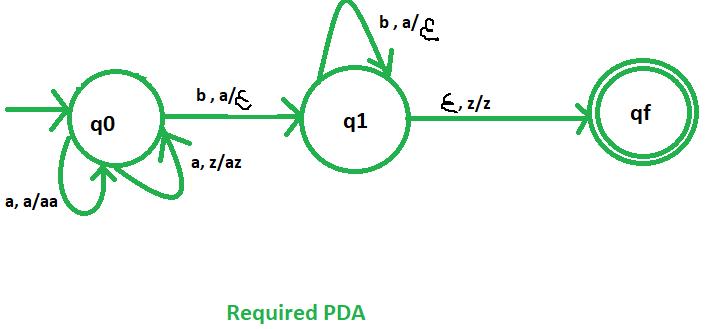 b , a/ε
b , a/ε
ε, z/z
q0
q1
qf
a, z/az
a, a/aa
Required PDA